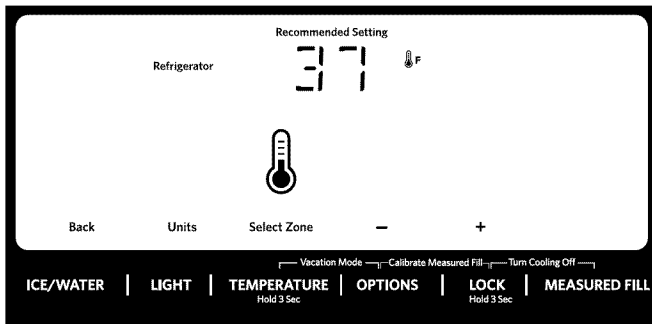 Recommended Setting
Refrigerator 37 F
Back Units Select Zone − +
Vacation Mode Calibrate Measured Fill Turn Cooling Off
ICE/WATER | LIGHT | TEMPERATURE | OPTIONS | LOCK | MEASURED FILL
Hold 3 Sec Hold 3 Sec